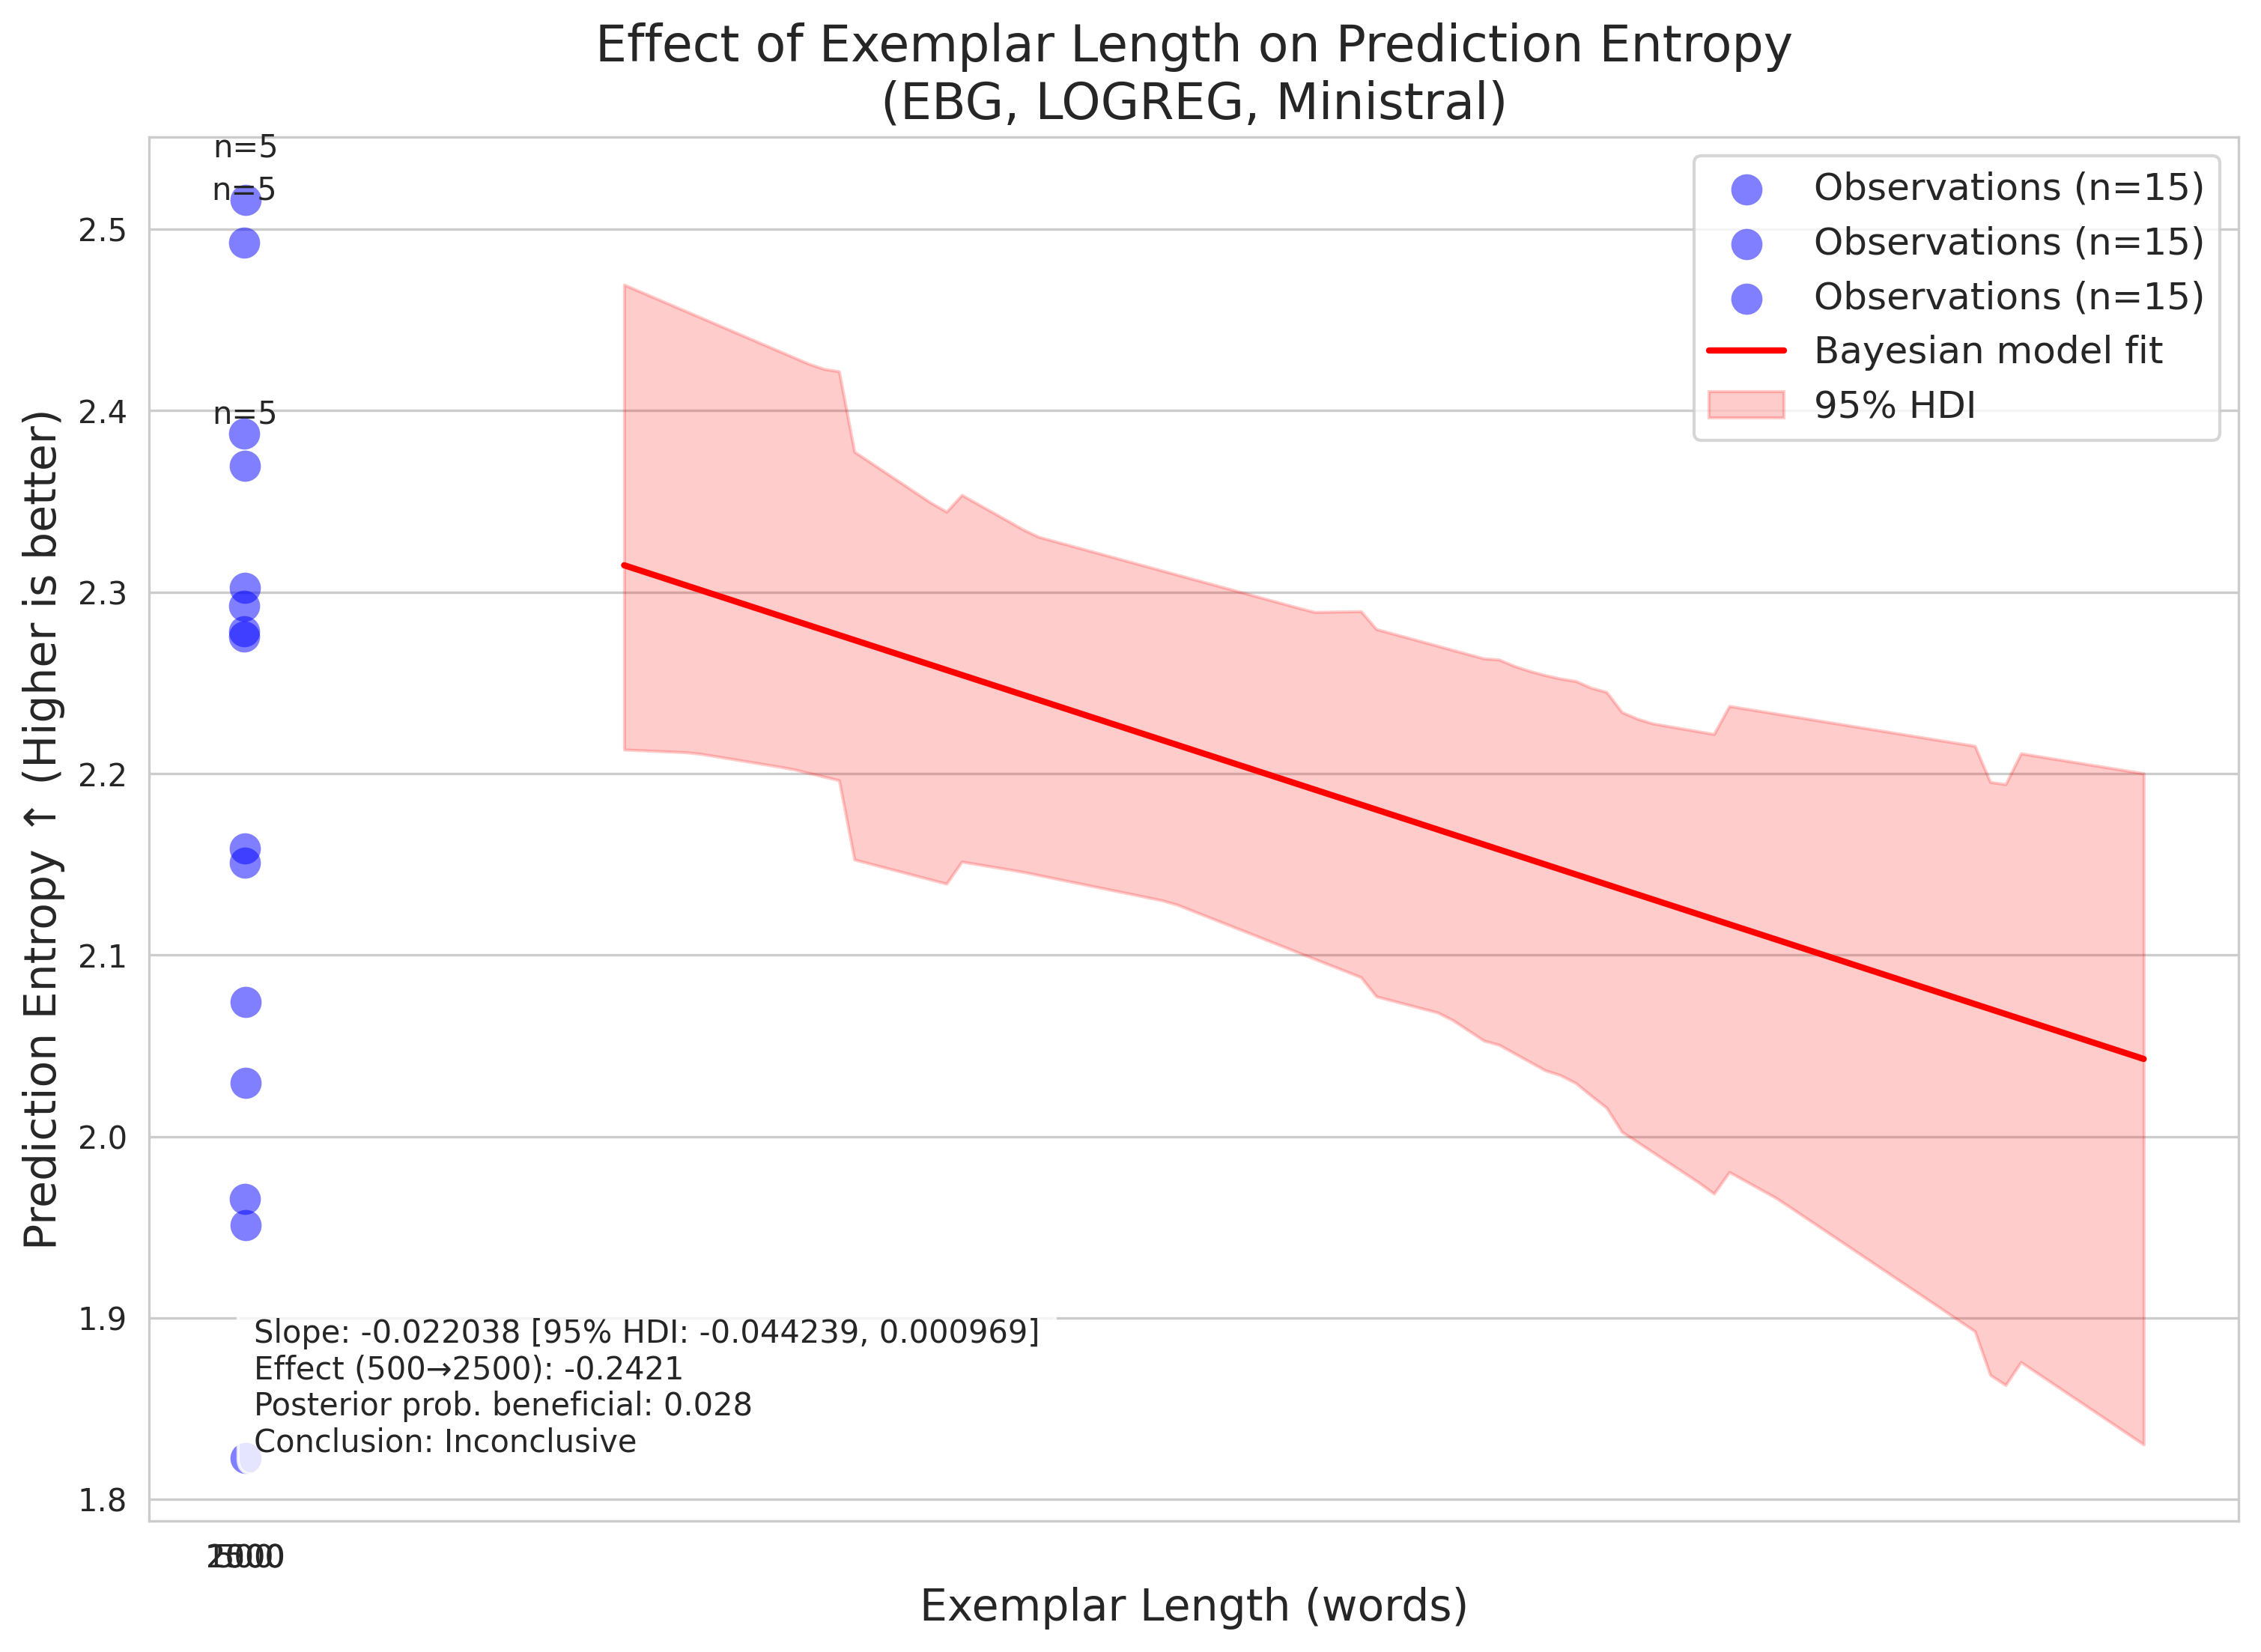 Effect of Exemplar Length on Prediction Entropy
(EBG, LOGREG, Ministral)
n=5
n=5
n=5
Observations (n=15)
Observations (n=15)
Observations (n=15)
Bayesian model fit
95% HDI
Prediction Entropy ↑ (Higher is better)
2.5
2.4
2.3
2.2
2.1
2.0
1.9
1.8
Slope: -0.022038 [95% HDI: -0.044239, 0.000969]
Effect (500→2500): -0.2421
Posterior prob. beneficial: 0.028
Conclusion: Inconclusive
Exemplar Length (words)